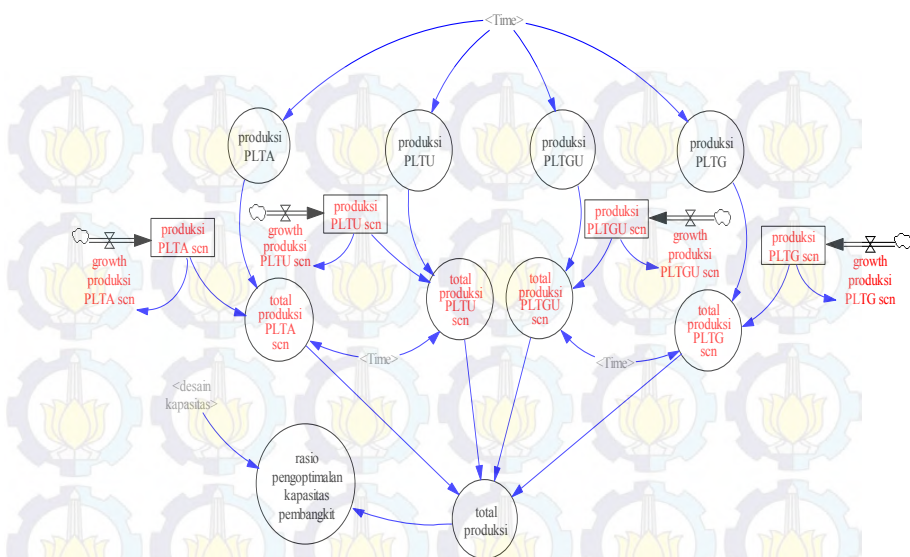 <Time>
produksi
PLTA
produksi
PLTU
produksi
PLTGU
produksi
PLTG
produksi
PLTA scn
growth
produksi
PLTA scn
produksi
PLTU scn
growth
produksi
PLTU scn
produksi
PLTGU scn
growth
produksi
PLTGU scn
produksi
PLTG scn
growth
produksi
PLTG scn
total
produksi
PLTA
scn
total
produksi
PLTU
scn
total
produksi
PLTGU
scn
total
produksi
PLTG
scn
<Time>
<Time>
<desain
kapasitas>
rasio
pengoptimalan
kapasitas
pembangkit
total
produksi